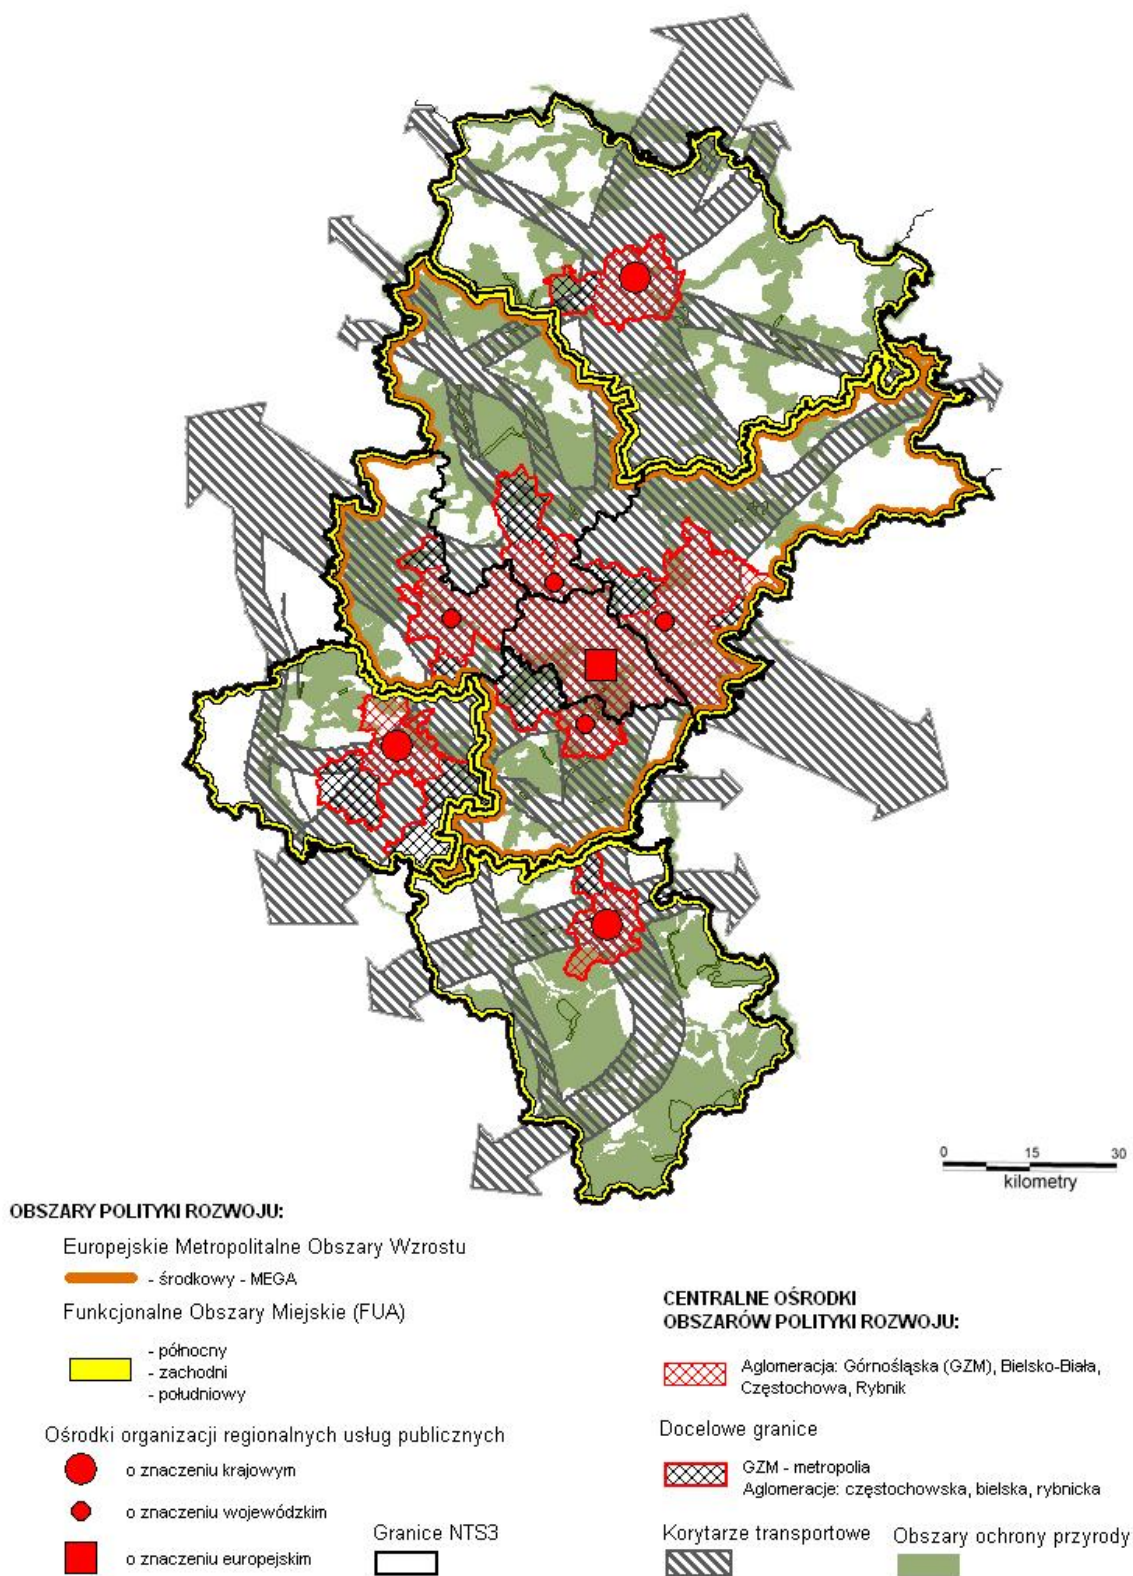 0 15 30
kilometry
OBSZARY POLITYKI ROZWOJU:
Europejskie Metropolitalne Obszary Wzrostu
- środkowy - MEGA
Funkcjonalne Obszary Miejskie (FUA)
- północny
- zachodni
- południowy
Ośrodki organizacji regionalnych usług publicznych
o znaczeniu krajowym
o znaczeniu wojewódzkim
o znaczeniu europejskim
Granice NTS3
CENTRALNE OŚRODKI
OBSZARÓW POLITYKI ROZWOJU:
Aglomeracja: Górnośląska (GZM), Bielsko-Biała,
Częstochowa, Rybnik
Docelowe granice
GZM - metropolia
Aglomeracje: częstochowska, bielska, rybnicka
Korytarze transportowe
Obszary ochrony przyrody